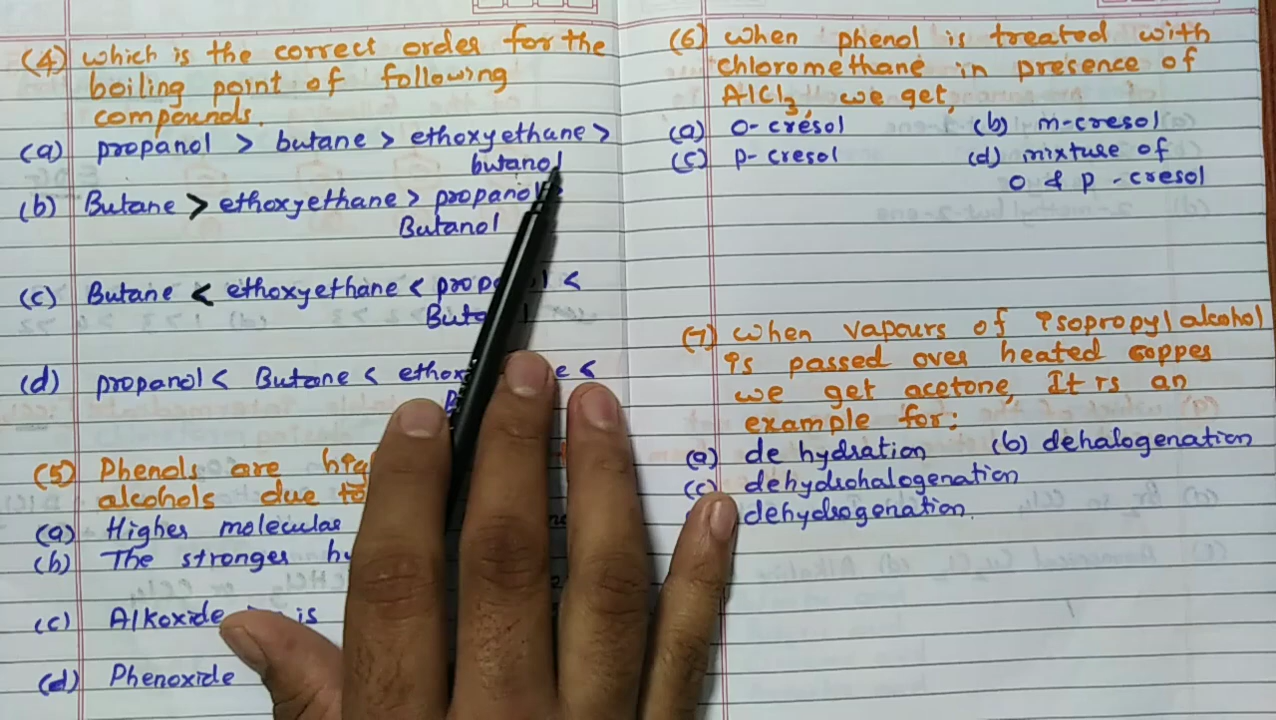 (4) which is the correct order for the
boiling point of following
compounds.
(a) propanol > butane > ethoxyethane >
butanol
(b) Butane > ethoxyethane > propanol
Butanol
(c) Butane < ethoxyethane < <
(d) propanol < Butane < <
(5) Phenols are
alcohols due to
(a) Higher molecular
(b) The stronger
(c) Alkoxide is
(d) Phenoxide
(6) when phenol is treated with
chloromethane in presence of
AlCl3, we get,
(a) o-cresol (b) m-cresol
(c) p-cresol (d) mixture of
o & p-cresol
(7) when vapours of Isopropyl alcohol
is passed over heated copper
we get acetone, It is an
example for:
(a) de hydration (b) dehalogenation
(c) dehydrohalogenation
dehydrogenation.